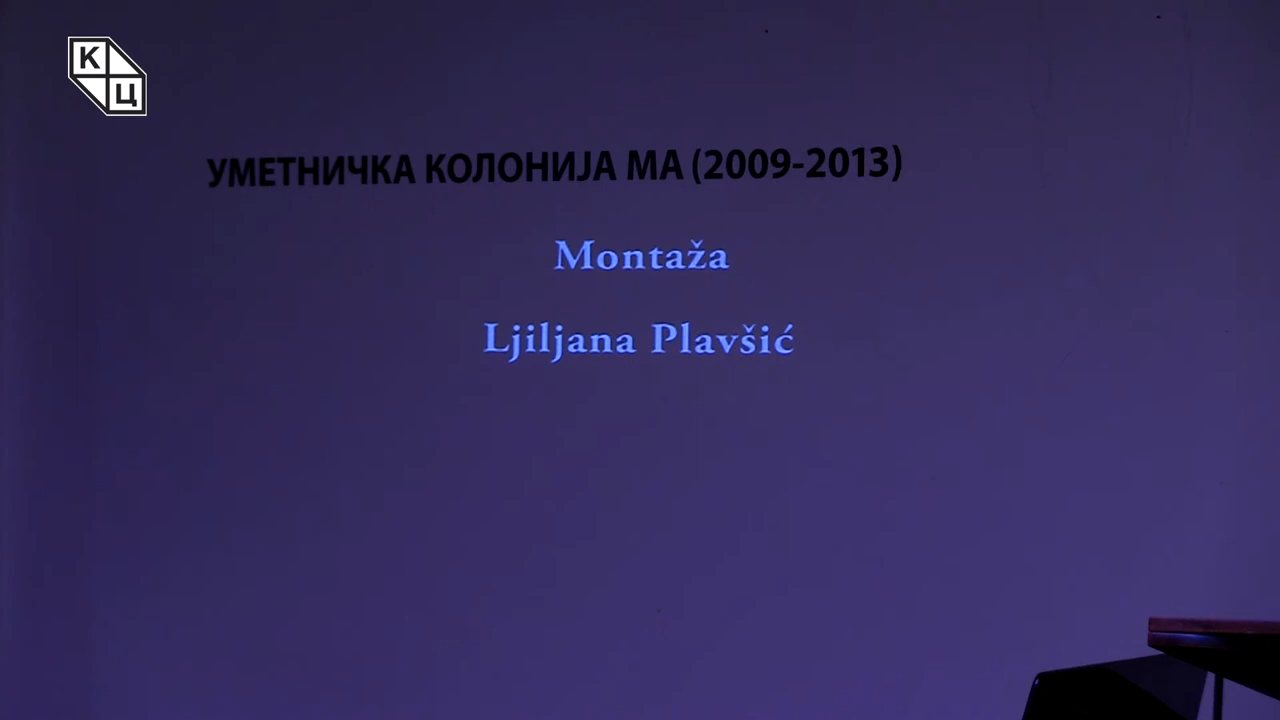 К
Ц
УМЕТНИЧКА КОЛОНИЈА МА (2009-2013)
Montaža
Ljiljana Plavšić